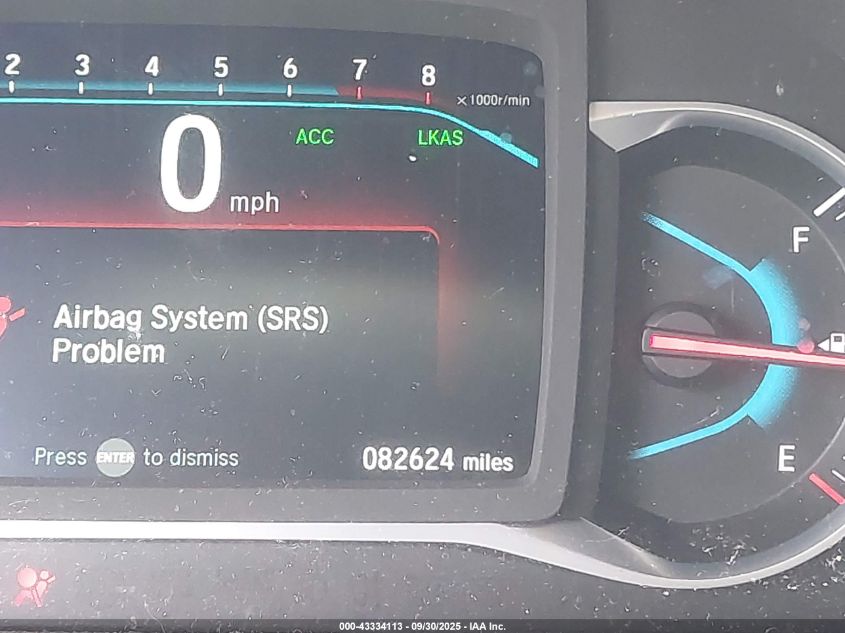 2 3 4 5 6 7 8
×1000r/min
ACC LKAS
0 mph
F
Airbag System (SRS)
Problem
E
Press ENTER to dismiss
082624 miles
000-43334113 - 09/30/2025 - IAA Inc.